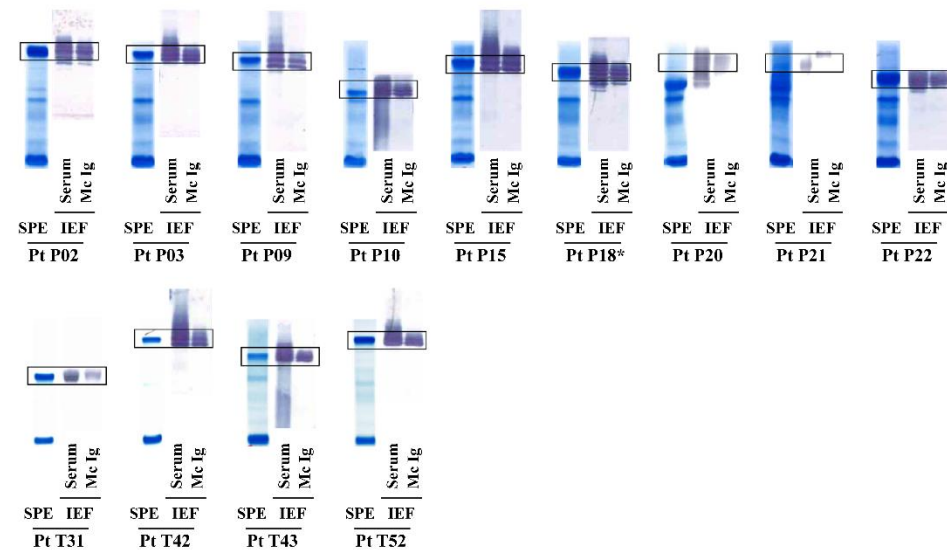 Serum Mc Ig Serum Mc Ig Serum Mc Ig Serum Mc Ig Serum Mc Ig Serum Mc Ig Serum Mc Ig Serum Mc Ig Serum Mc Ig
SPE IEF SPE IEF SPE IEF SPE IEF SPE IEF SPE IEF SPE IEF SPE IEF SPE IEF
Pt P02 Pt P03 Pt P09 Pt P10 Pt P15 Pt P18* Pt P20 Pt P21 Pt P22
Serum Mc Ig Serum Mc Ig Serum Mc Ig Serum Mc Ig
SPE IEF SPE IEF SPE IEF SPE IEF
Pt T31 Pt T42 Pt T43 Pt T52